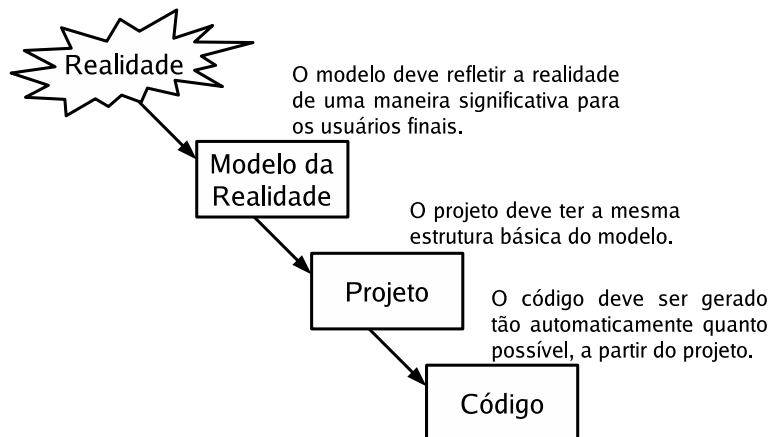 Realidade
O modelo deve refletir a realidade
de uma maneira significativa para
os usuários finais.
Modelo da
Realidade
O projeto deve ter a mesma
estrutura básica do modelo.
Projeto
O código deve ser gerado
tão automaticamente quanto
possível, a partir do projeto.
Código